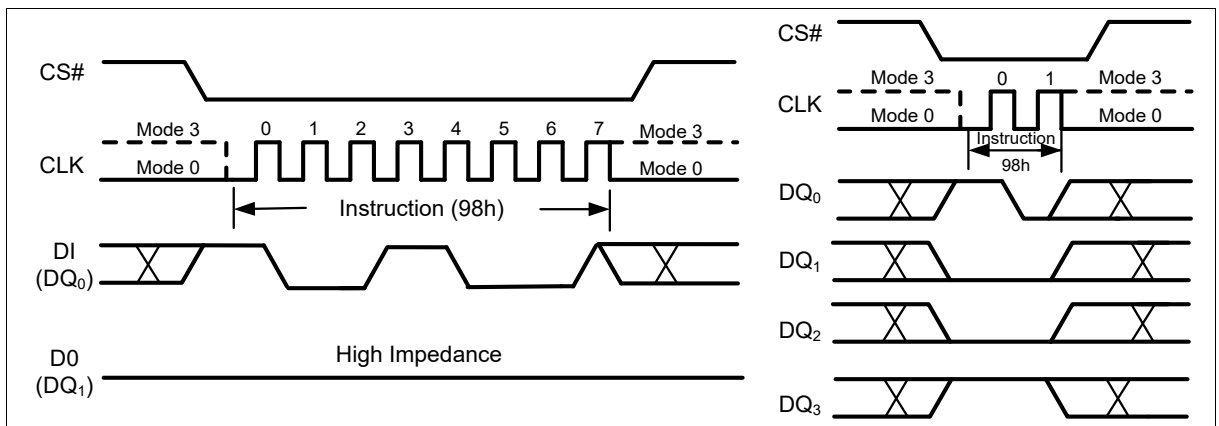 CS#
Mode 3 0 1 2 3 4 5 6 7 Mode 3
CLK
Mode 0 Mode 0
Instruction (98h)
DI
(DQ0)
High Impedance
D0
(DQ1)
CS#
Mode 3 0 1 Mode 3
CLK
Mode 0 Mode 0
Instruction
98h
DQ0
DQ1
DQ2
DQ3